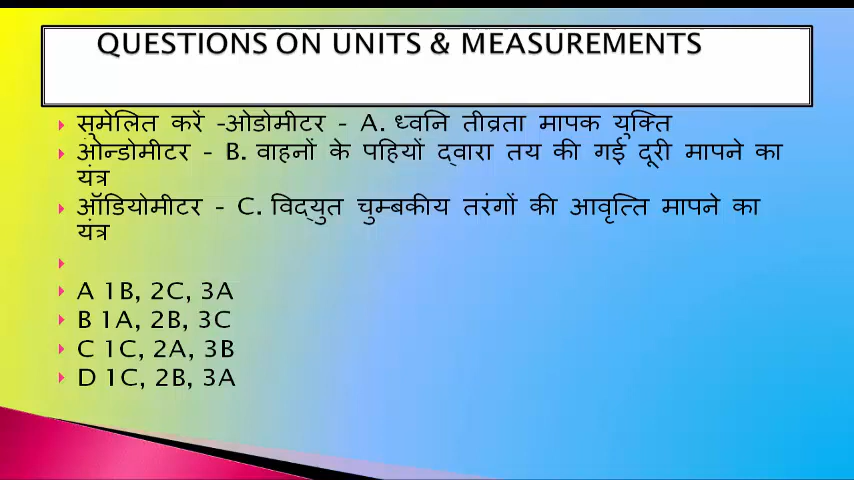 QUESTIONS ON UNITS & MEASUREMENTS
सुमेलित करें -ओडोमीटर - A. ध्वनि तीव्रता मापक युक्ति
ओन्डोमीटर - B. वाहनों के पहियों द्वारा तय की गई दूरी मापने का
यंत्र
ऑडियोमीटर - C. विद्युत चुम्बकीय तरंगों की आवृत्ति मापने का
यंत्र
A 1B, 2C, 3A
B 1A, 2B, 3C
C 1C, 2A, 3B
D 1C, 2B, 3A